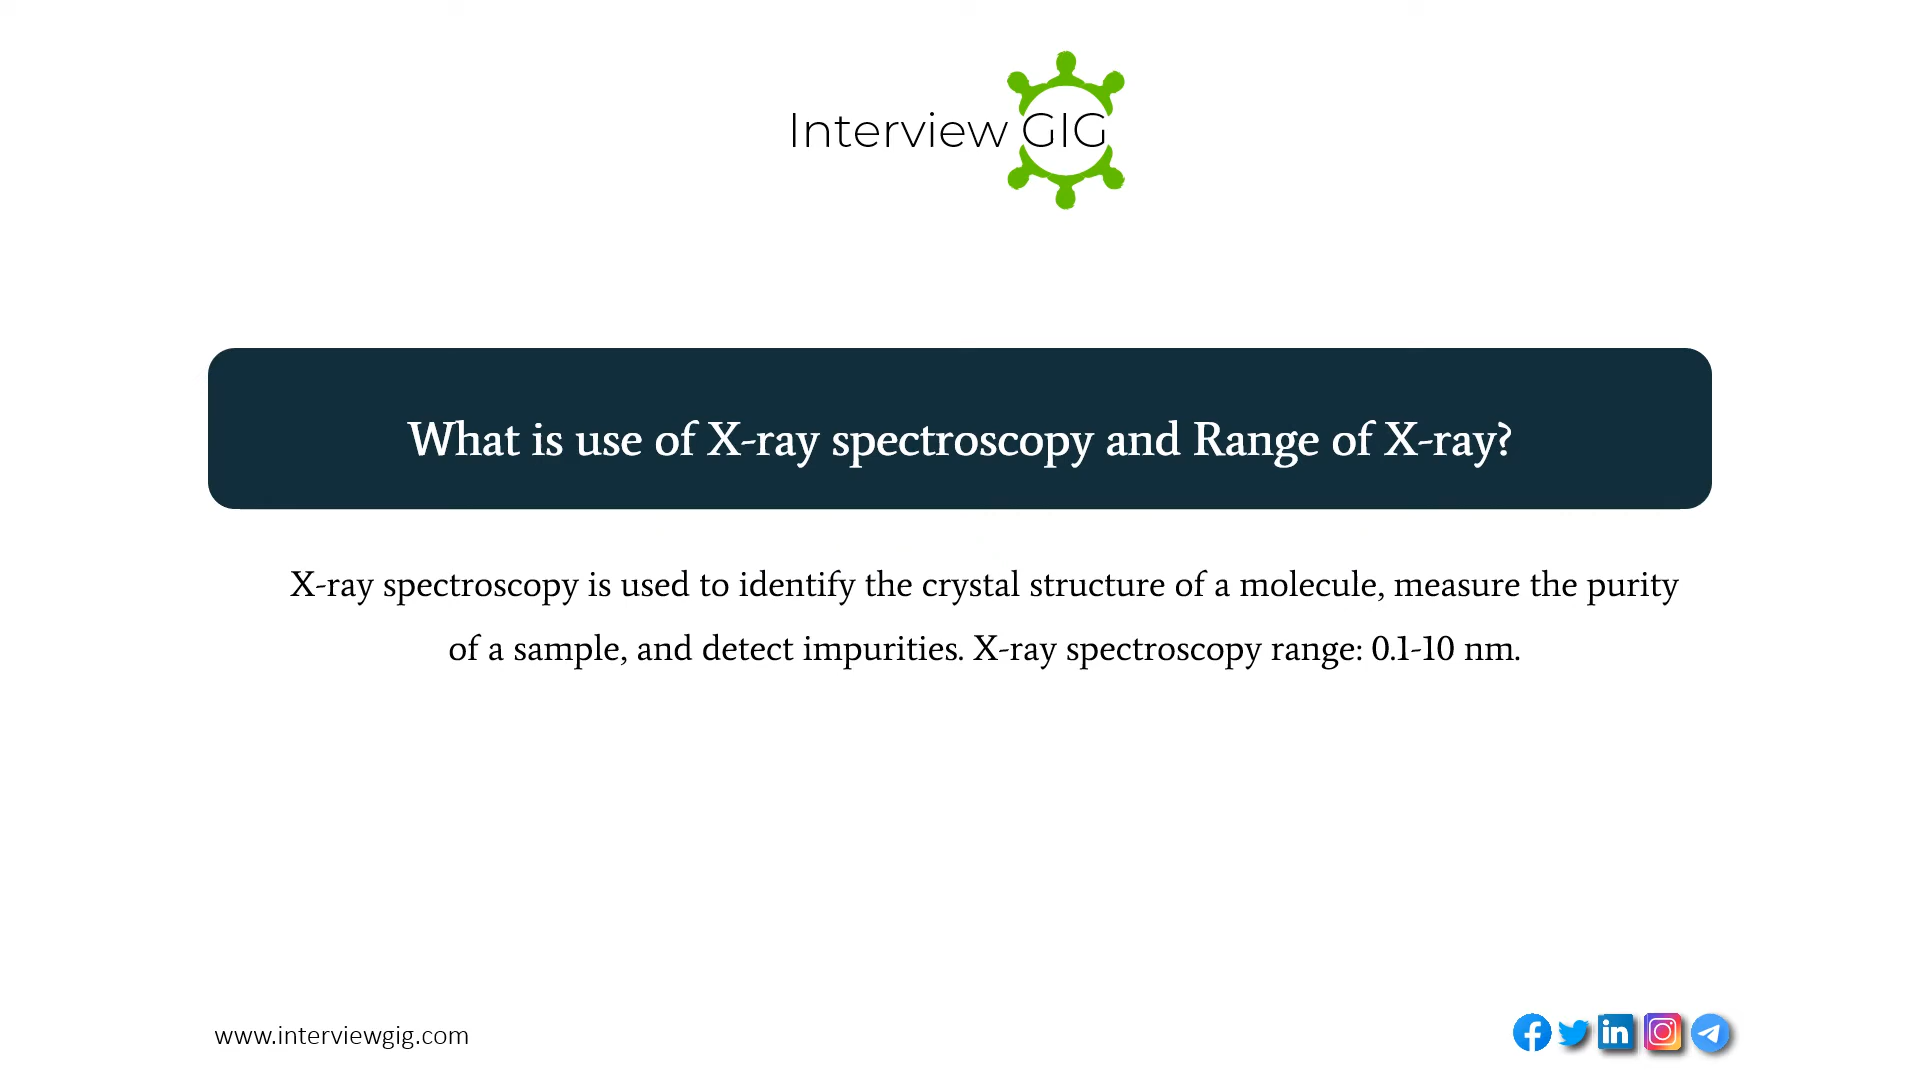 Interview GIG
What is use of X-ray spectroscopy and Range of X-ray?
X-ray spectroscopy is used to identify the crystal structure of a molecule, measure the purity
of a sample, and detect impurities. X-ray spectroscopy range: 0.1-10 nm.
www.interviewgig.com
in